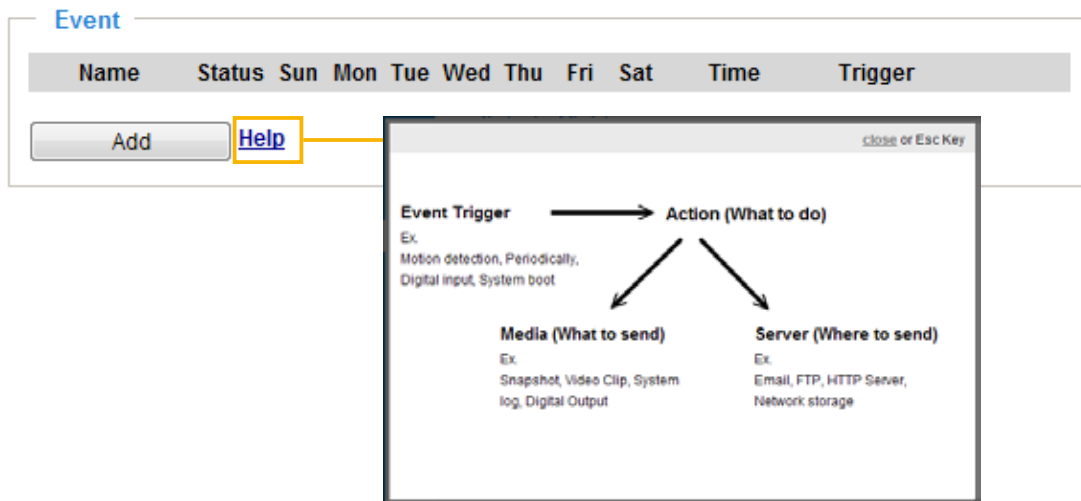 Event
Name Status Sun Mon Tue Wed Thu Fri Sat Time Trigger
Add Help
close or Esc Key
Event Trigger Action (What to do)
Ex.
Motion detection, Periodically,
Digital input, System boot
Media (What to send)
Ex.
Snapshot, Video Clip, System
log, Digital Output
Server (Where to send)
Ex.
Email, FTP, HTTP Server,
Network storage